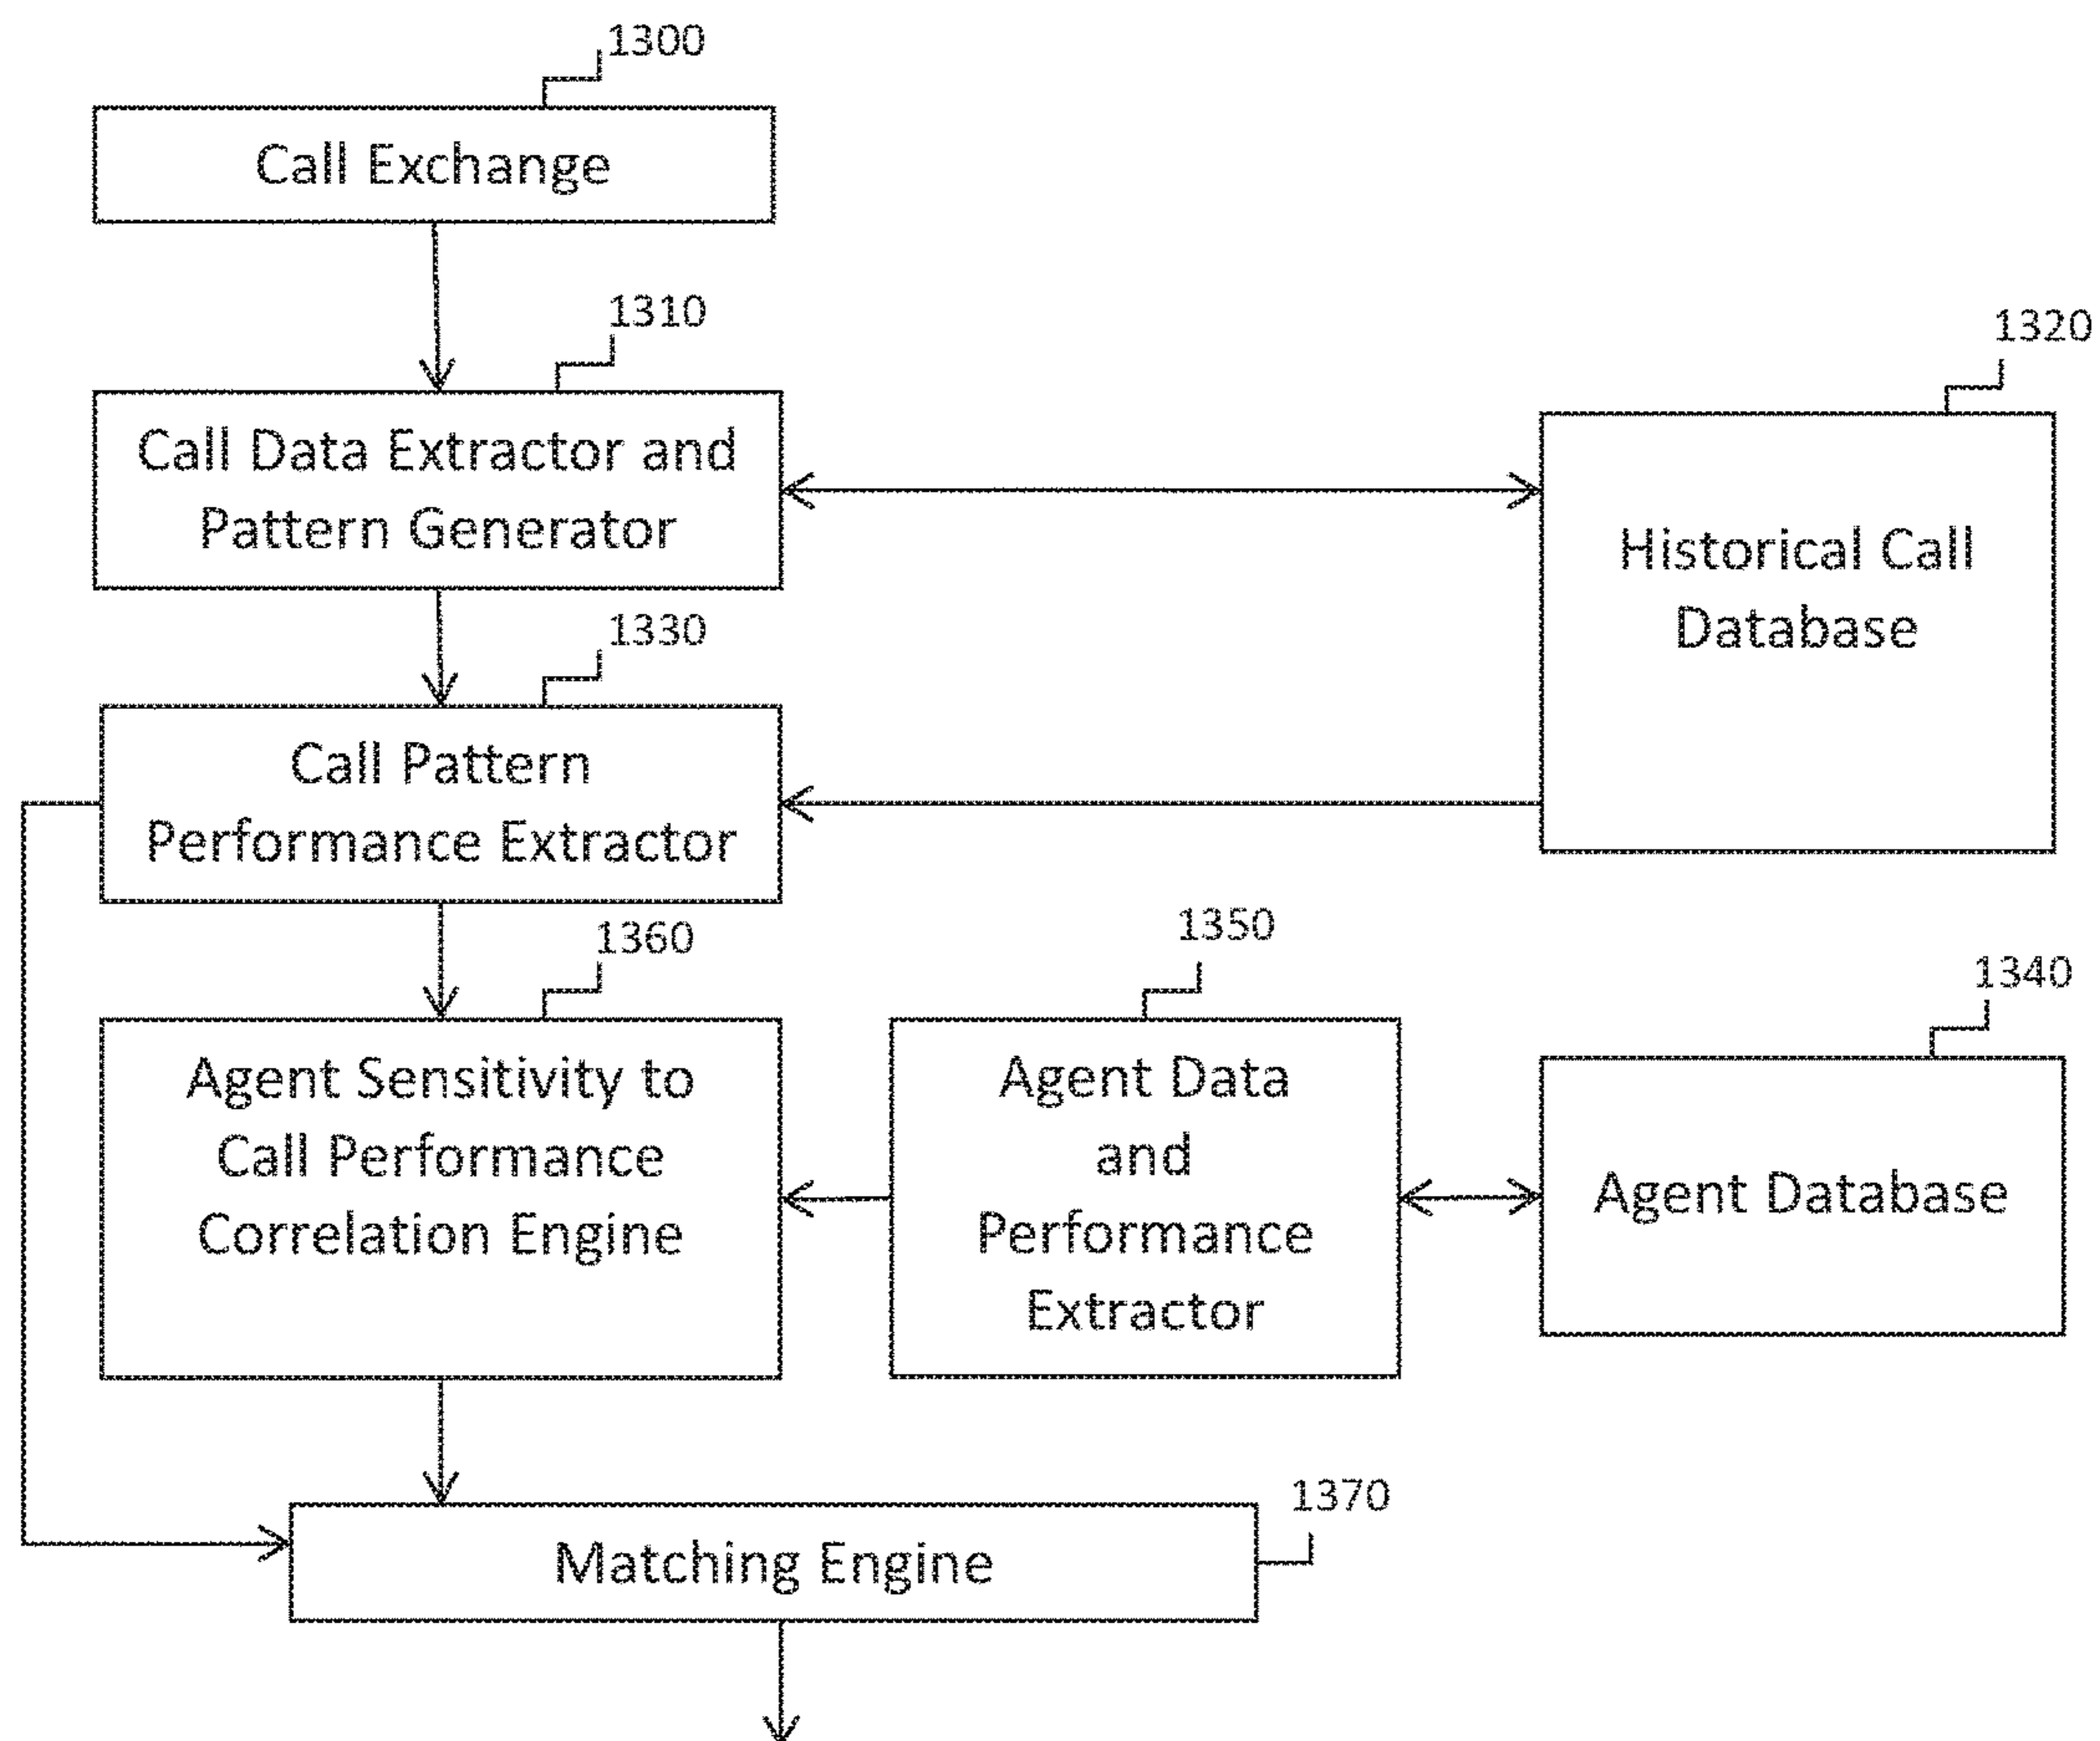 1300
Call Exchange
1310
1320
Call Data Extractor and
Pattern Generator
Historical Call
Database
1330
Call Pattern
Performance Extractor
1360
1350
1340
Agent Sensitivity to
Call Performance
Correlation Engine
Agent Data
and
Performance
Extractor
Agent Database
1370
Matching Engine